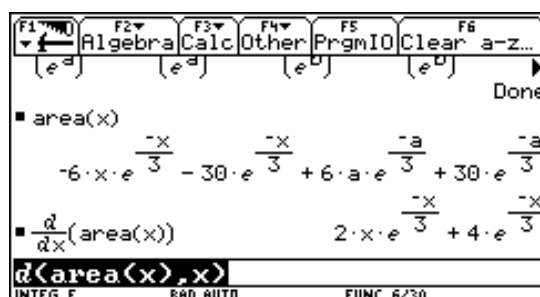 F1 F2 F3 F4 F5 F6
Algebra Calc Other PrgmIO Clear a-z…
(e^a) (e^a) (e^b) (e^b)
Done
▪ area(x)
-6·x·e^(-x/3) - 30·e^(-x/3) + 6·a·e^(-a/3) + 30·e^(-a/3)
▪ d/dx(area(x)) 2·x·e^(-x/3) + 4·e^(-x/3)
d(area(x),x)
RAD AUTO FUNC 6/30